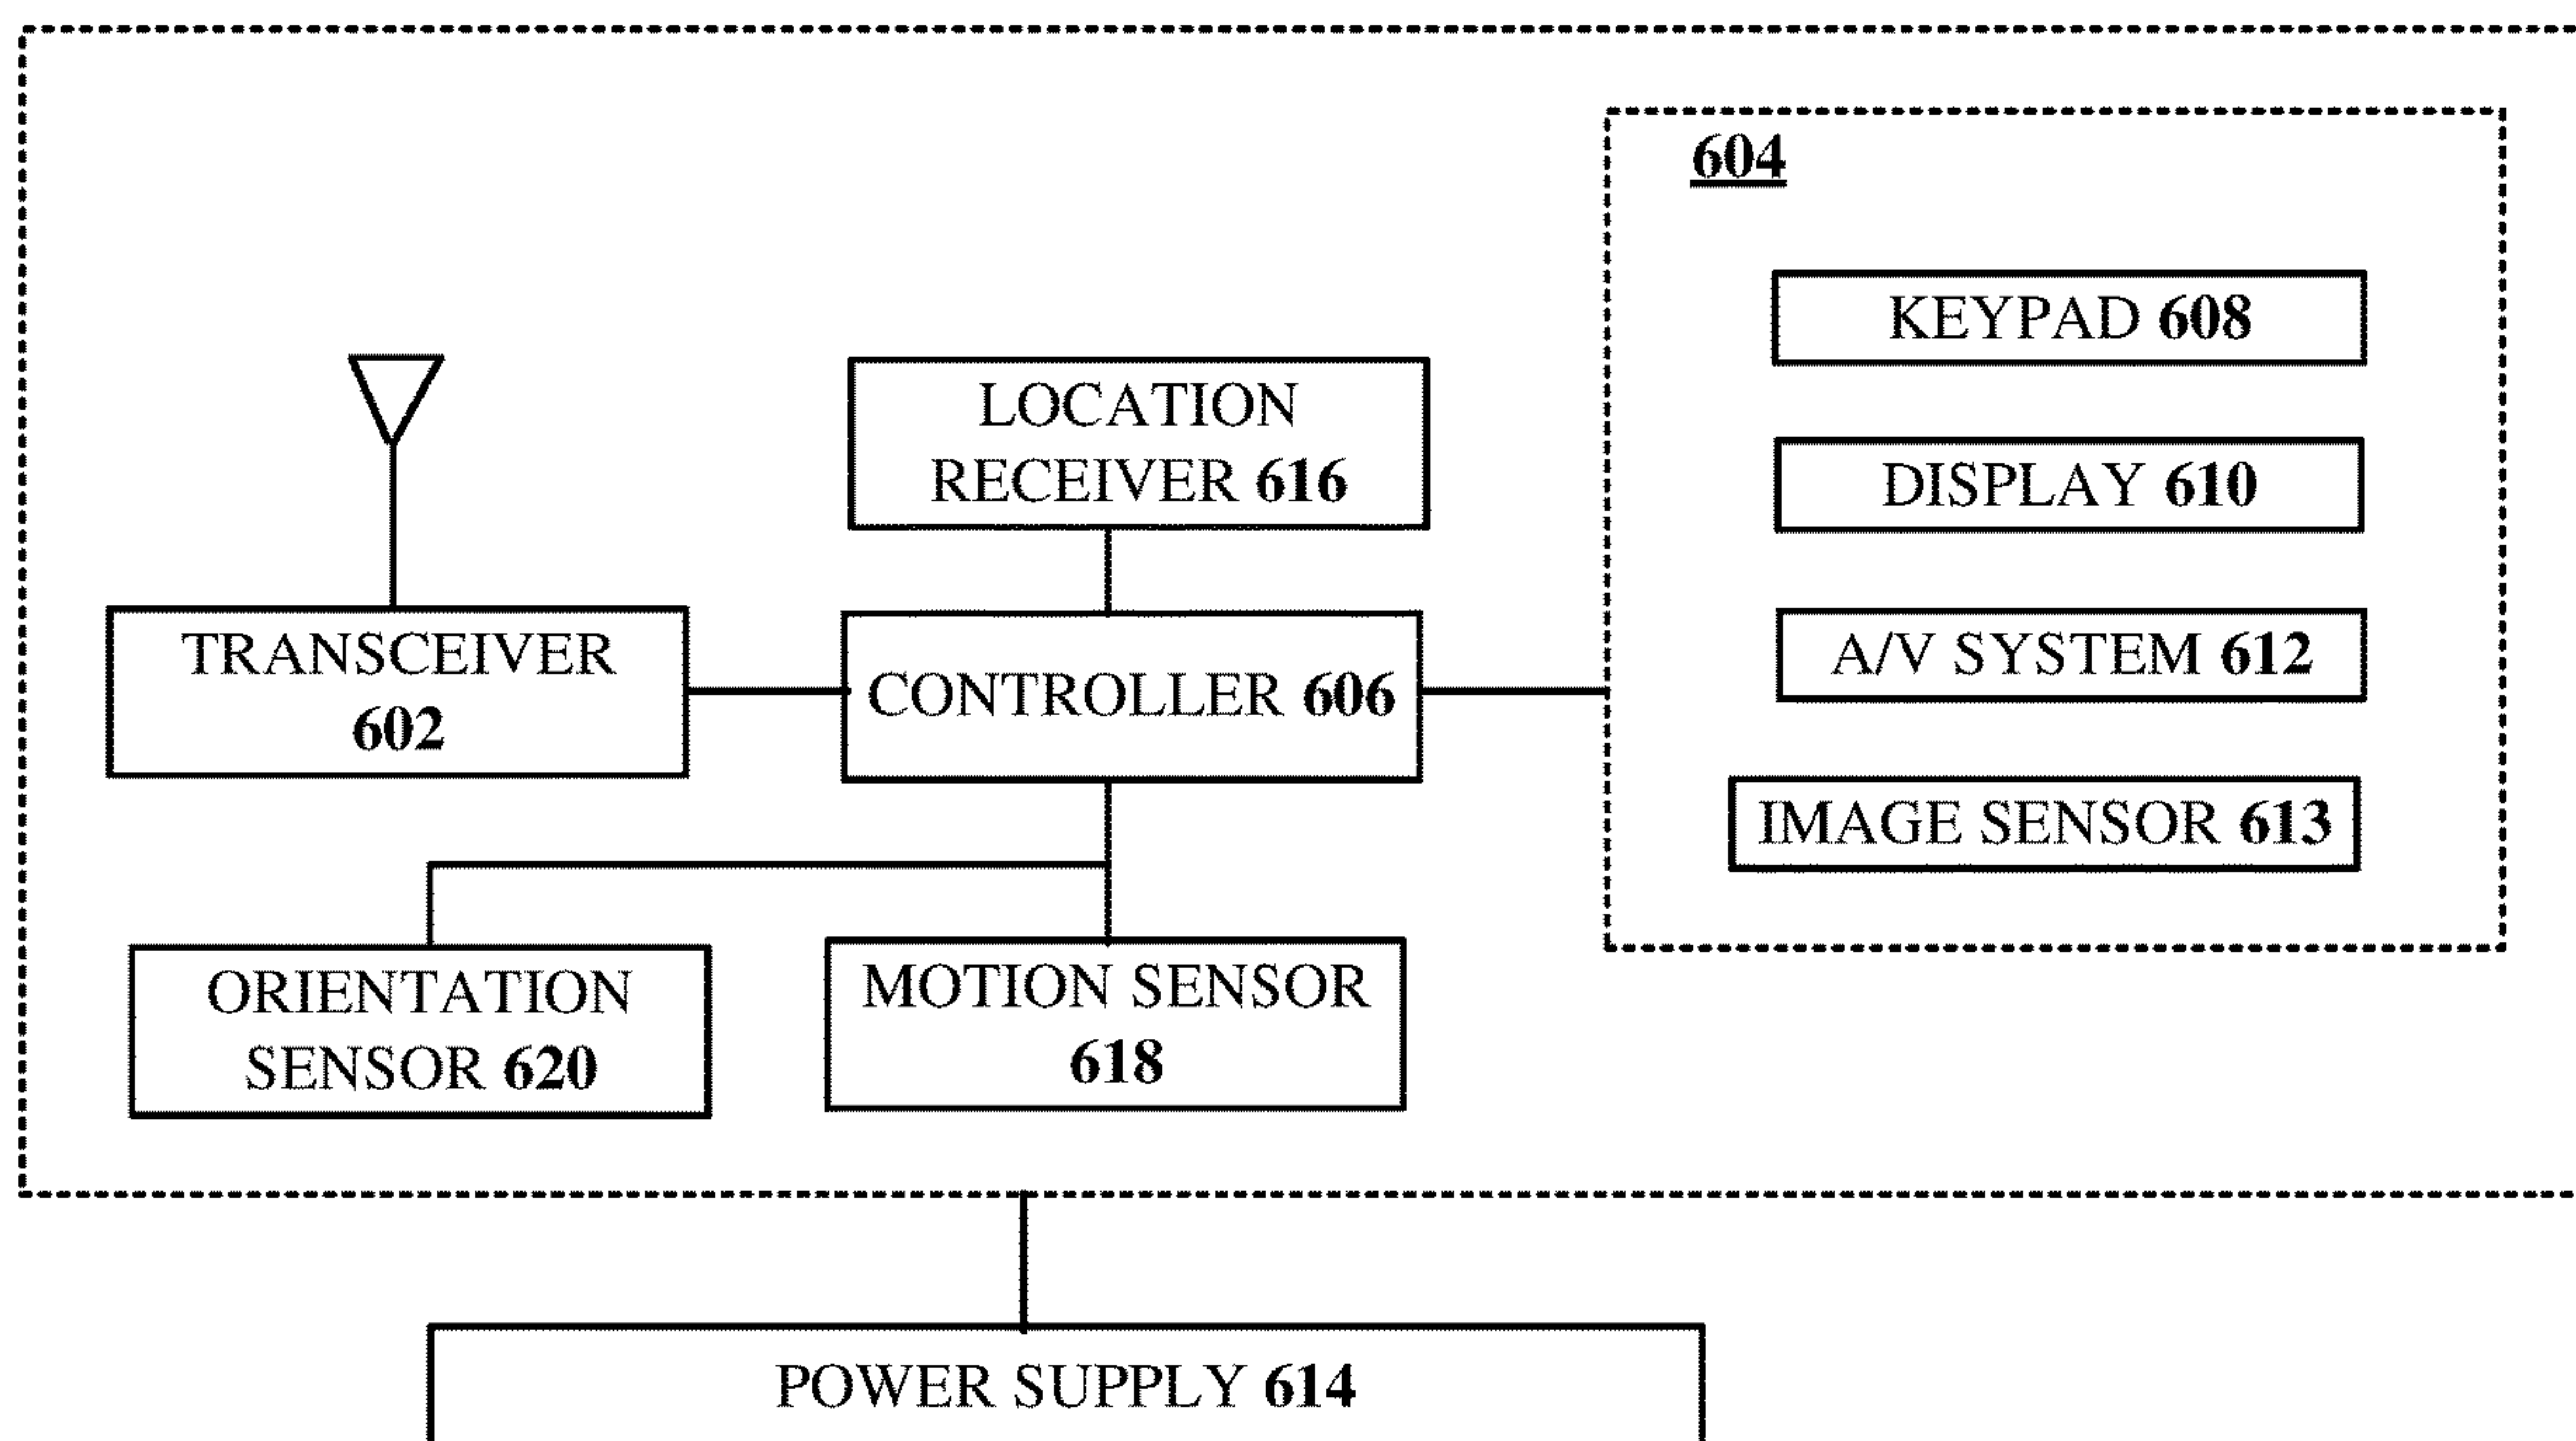 604
KEYPAD 608
LOCATION
RECEIVER 616
DISPLAY 610
TRANSCEIVER
602
CONTROLLER 606
A/V SYSTEM 612
IMAGE SENSOR 613
ORIENTATION
SENSOR 620
MOTION SENSOR
618
POWER SUPPLY 614